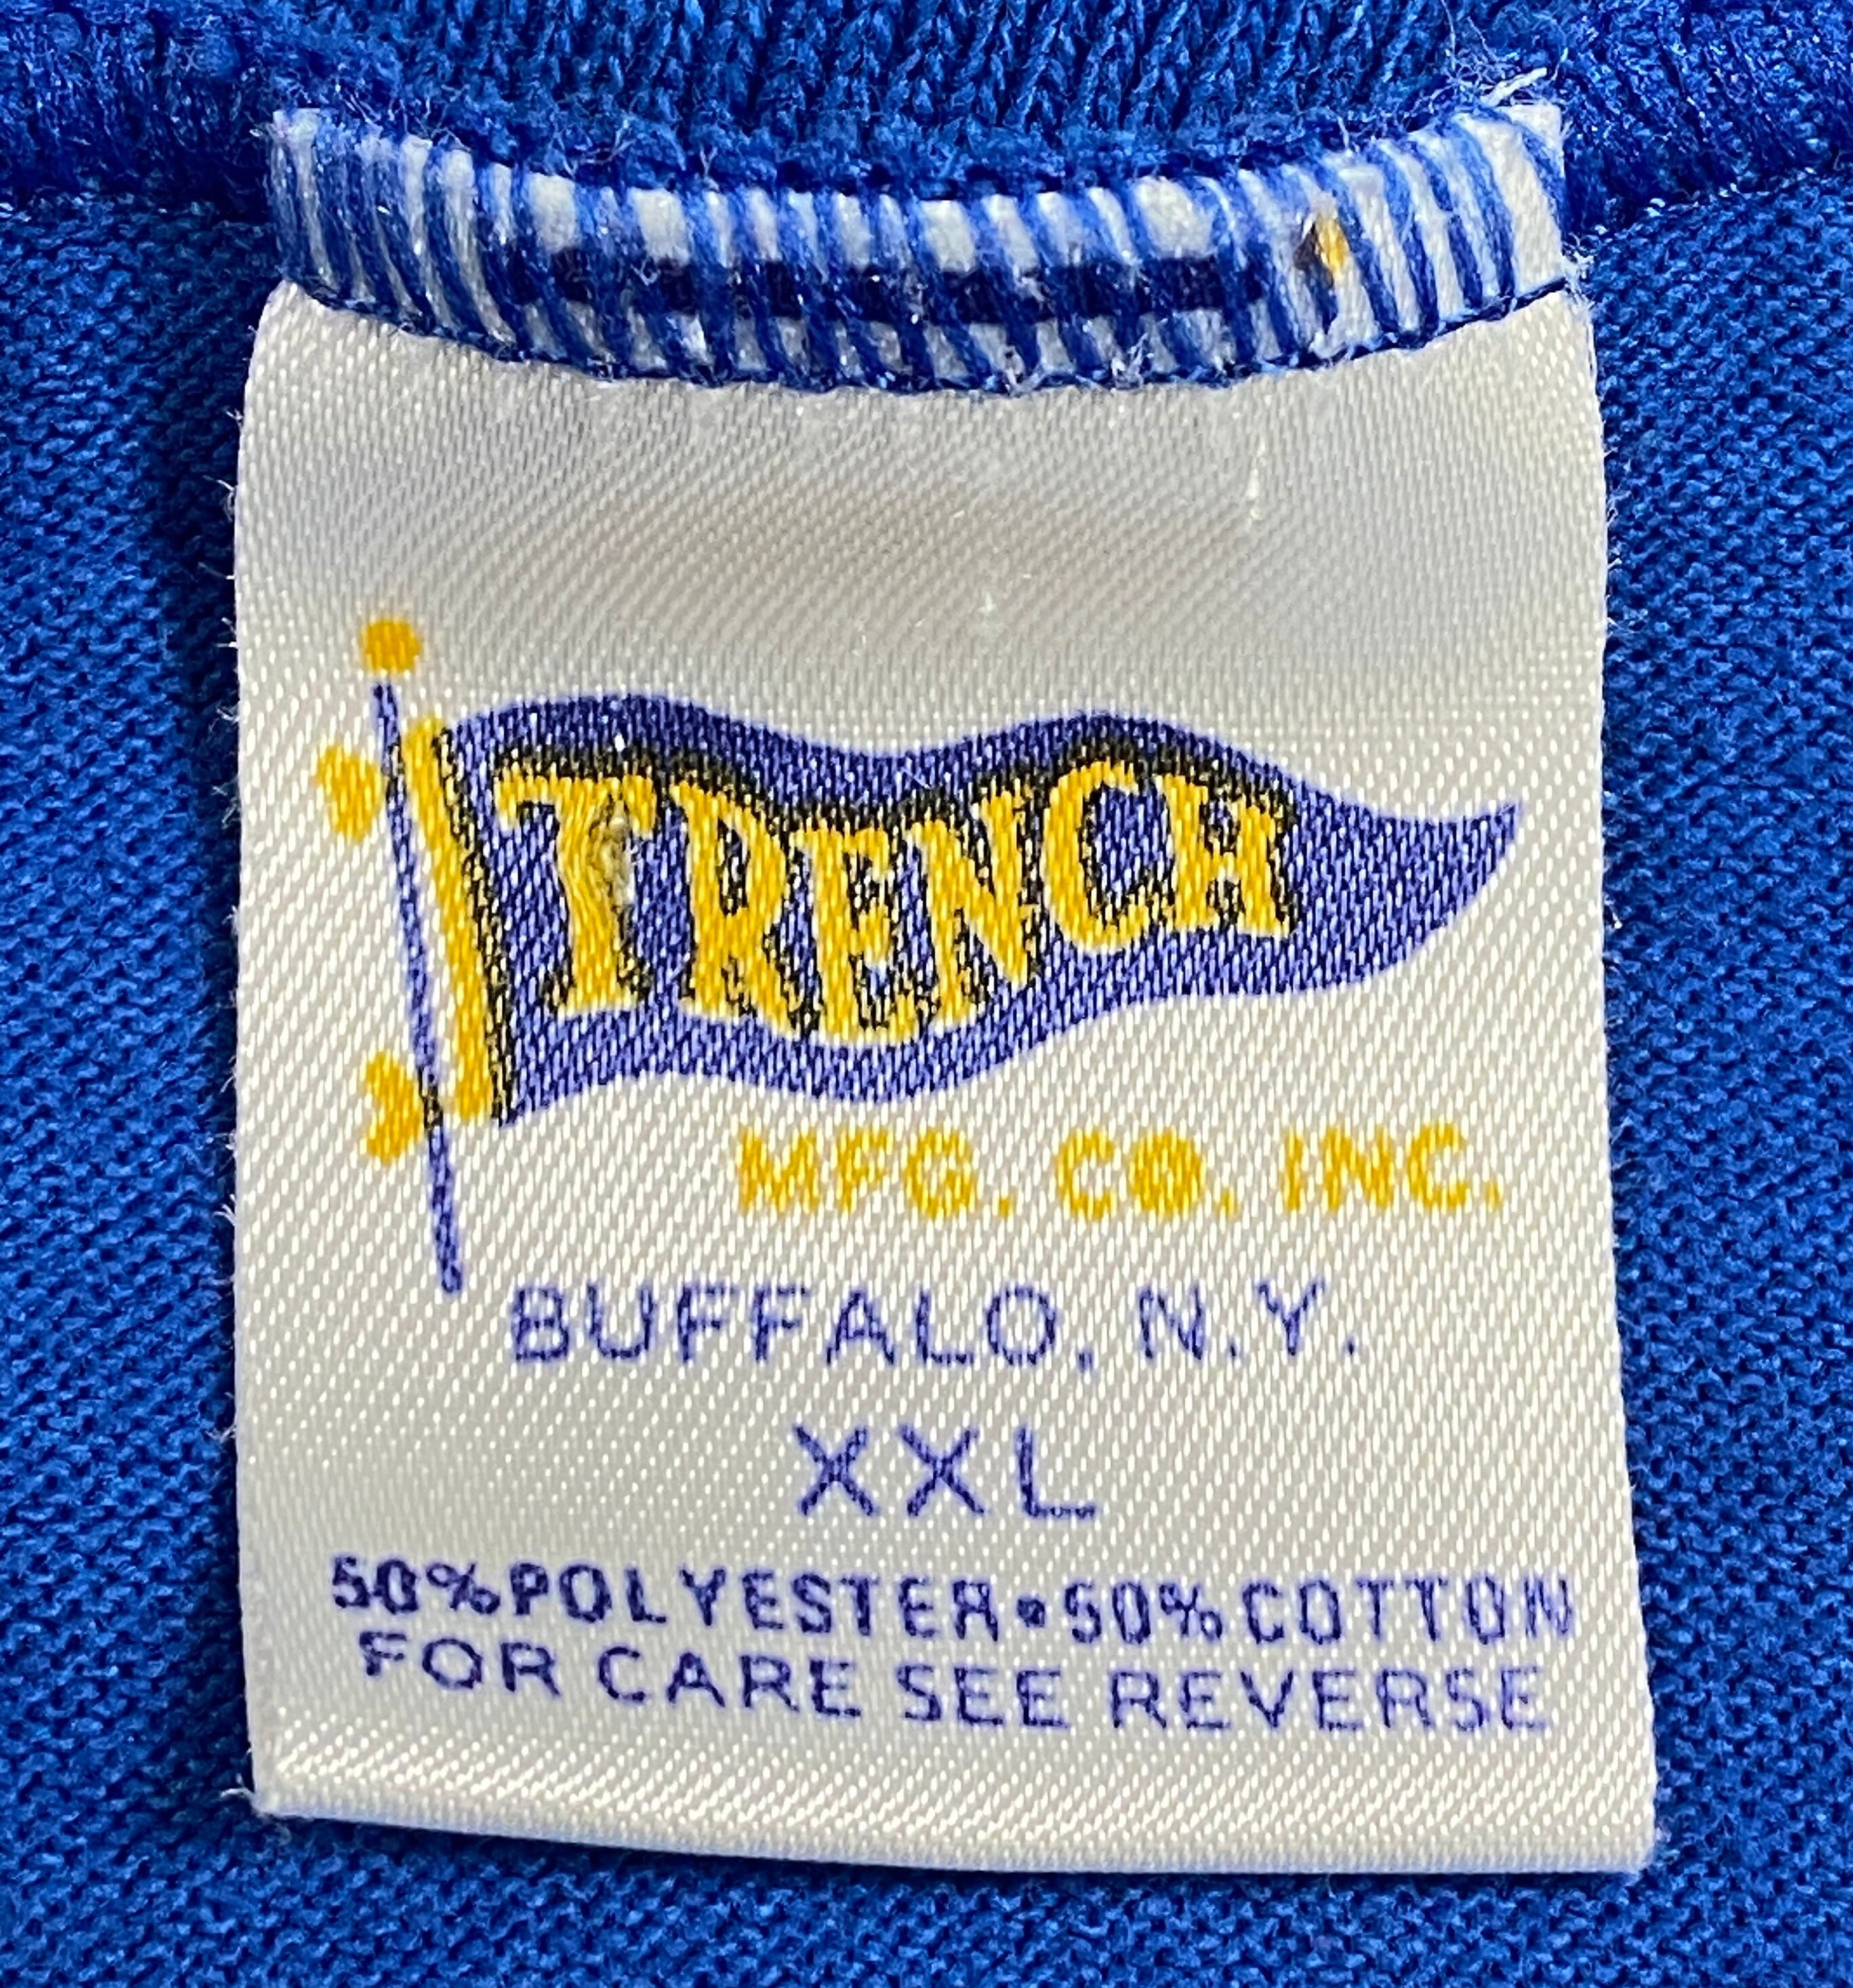 TRENCH
MFG. CO. INC.
BUFFALO, N.Y.
XXL
50% POLYESTER • 50% COTTON
FOR CARE SEE REVERSE